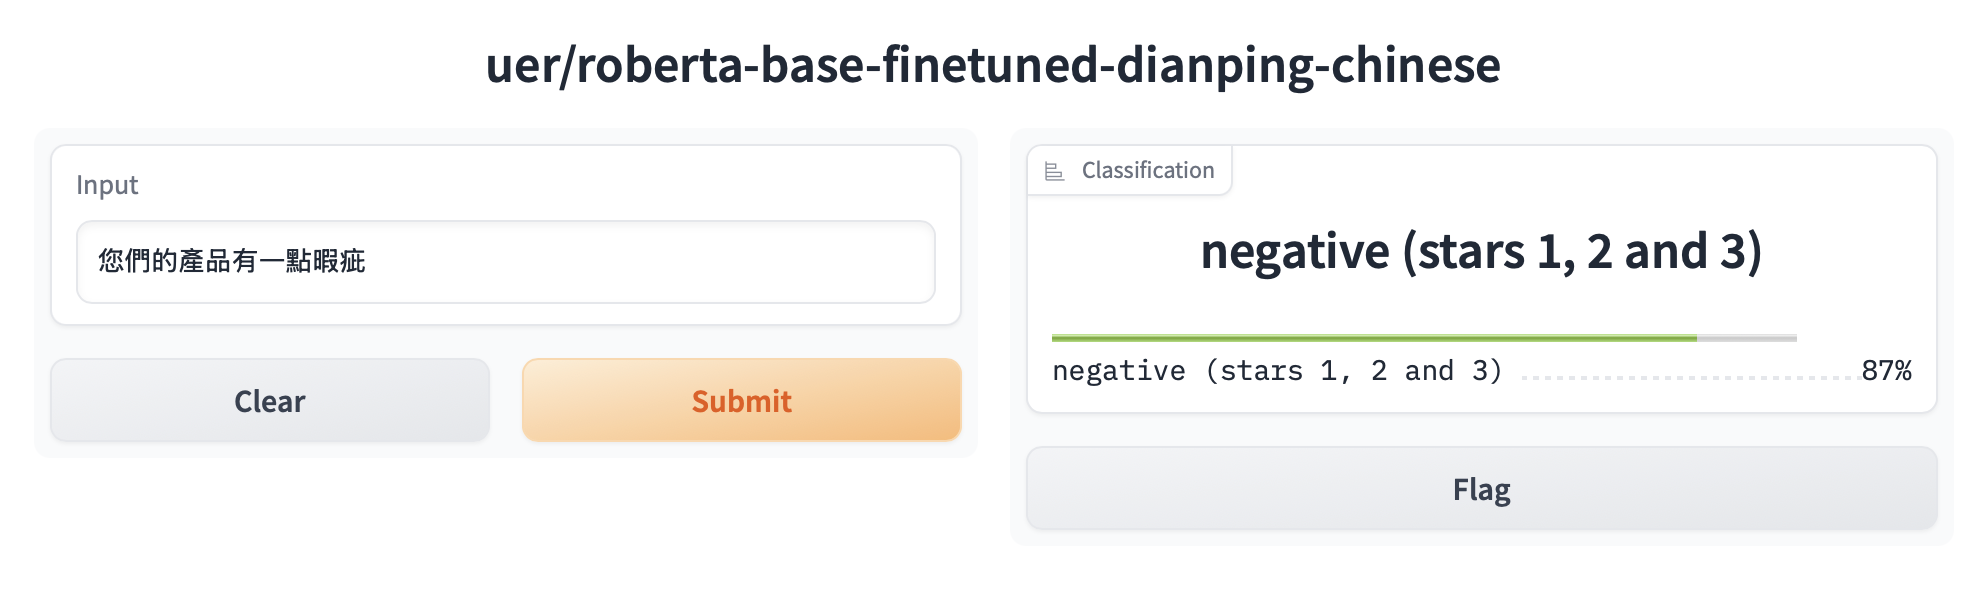 uer/roberta-base-finetuned-dianping-chinese
Input
您們的產品有一點暇疵
Clear
Submit
Classification
negative (stars 1, 2 and 3)
negative (stars 1, 2 and 3) 87%
Flag